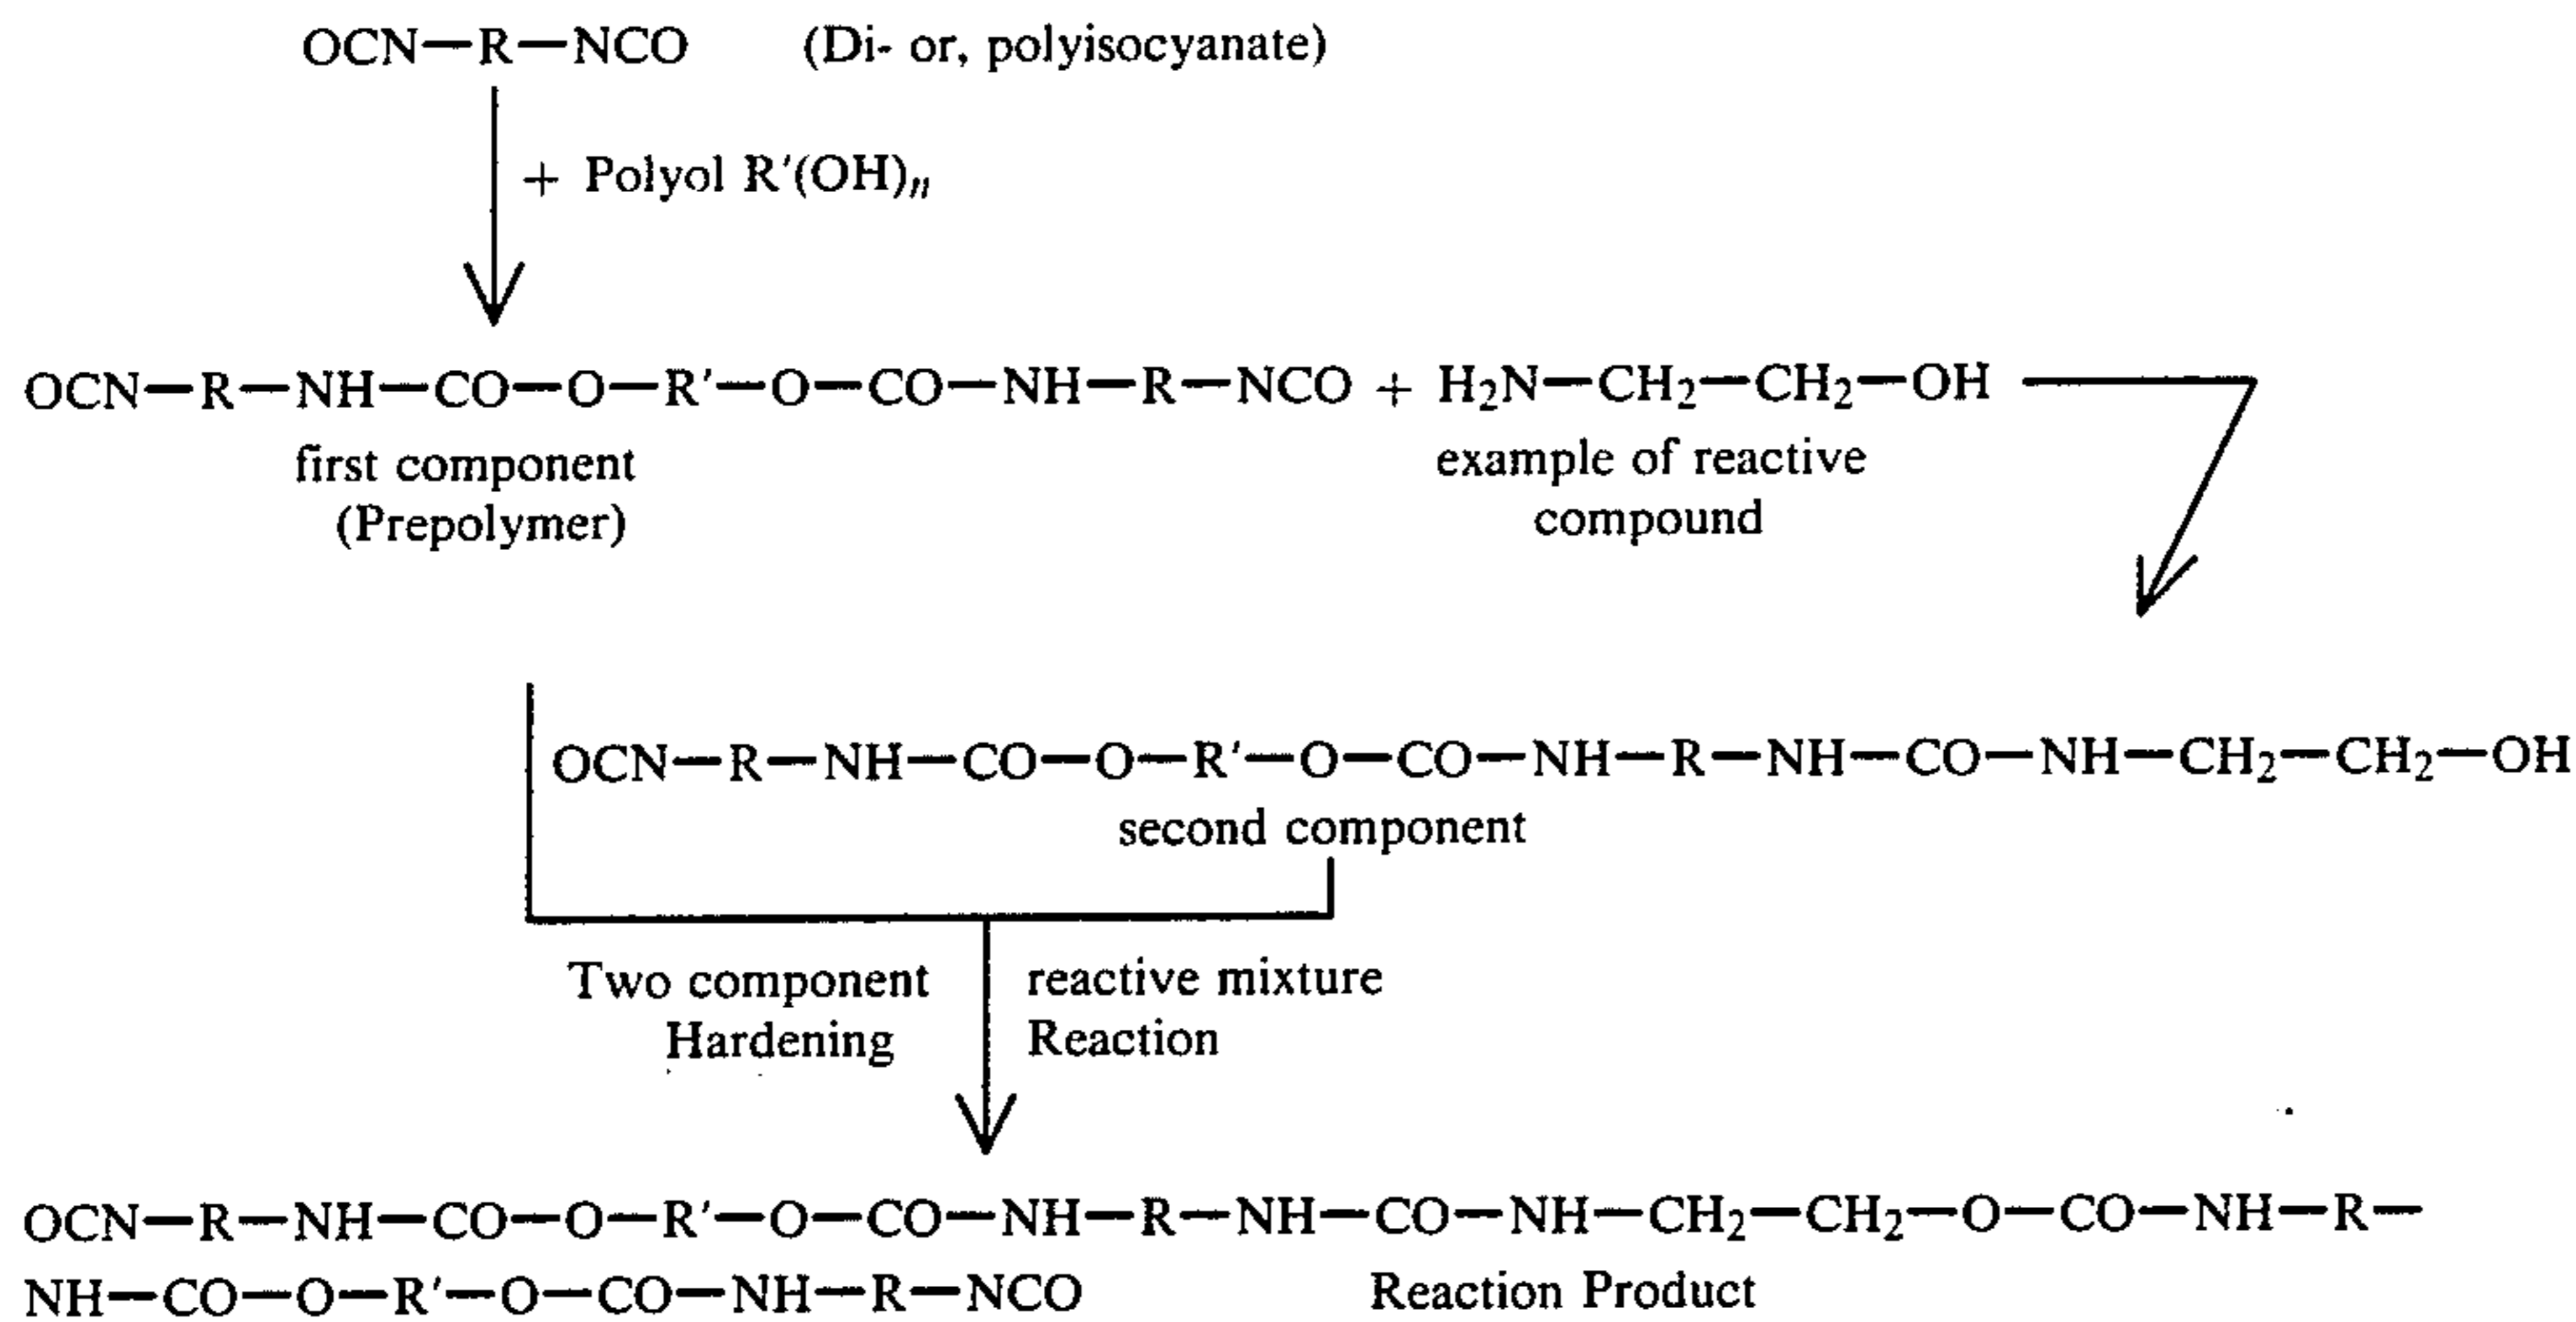 OCN—R—NCO (Di- or, polyisocyanate)
+ Polyol R'(OH)n
OCN—R—NH—CO—O—R'—O—CO—NH—R—NCO + H2N—CH2—CH2—OH
first component
(Prepolymer)
example of reactive
compound
OCN—R—NH—CO—O—R'—O—CO—NH—R—NH—CO—NH—CH2—CH2—OH
second component
Two component reactive mixture
Hardening Reaction
OCN—R—NH—CO—O—R'—O—CO—NH—R—NH—CO—NH—CH2—CH2—O—CO—NH—R—
NH—CO—O—R'—O—CO—NH—R—NCO Reaction Product